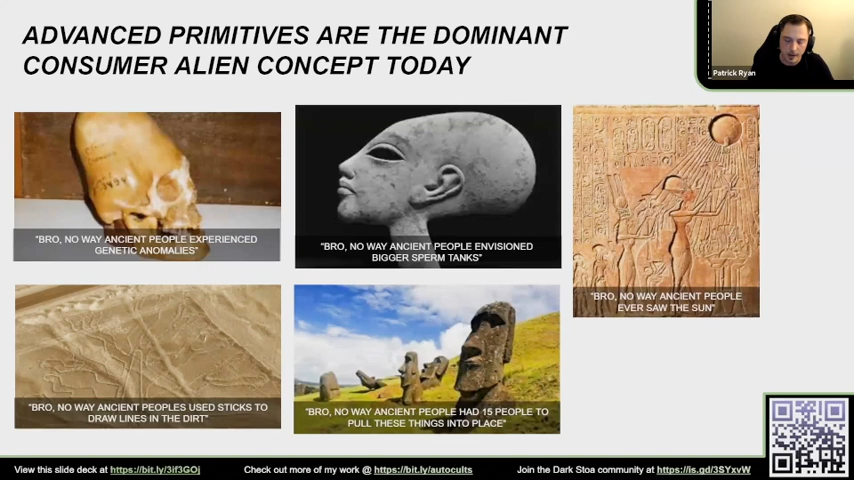 ADVANCED PRIMITIVES ARE THE DOMINANT
CONSUMER ALIEN CONCEPT TODAY
Patrick Ryan
"BRO, NO WAY ANCIENT PEOPLE EXPERIENCED
GENETIC ANOMALIES"
"BRO, NO WAY ANCIENT PEOPLE ENVISIONED
BIGGER SPERM TANKS"
"BRO, NO WAY ANCIENT PEOPLE
EVER SAW THE SUN"
"BRO, NO WAY ANCIENT PEOPLES USED STICKS TO
DRAW LINES IN THE DIRT"
"BRO, NO WAY ANCIENT PEOPLE HAD 15 PEOPLE TO
PULL THESE THINGS INTO PLACE"
View this slide deck at https://bit.ly/3if3GOj
Check out more of my work @ https://bit.ly/autocults
Join the Dark Stoa community at https://is.gd/3SYxvW